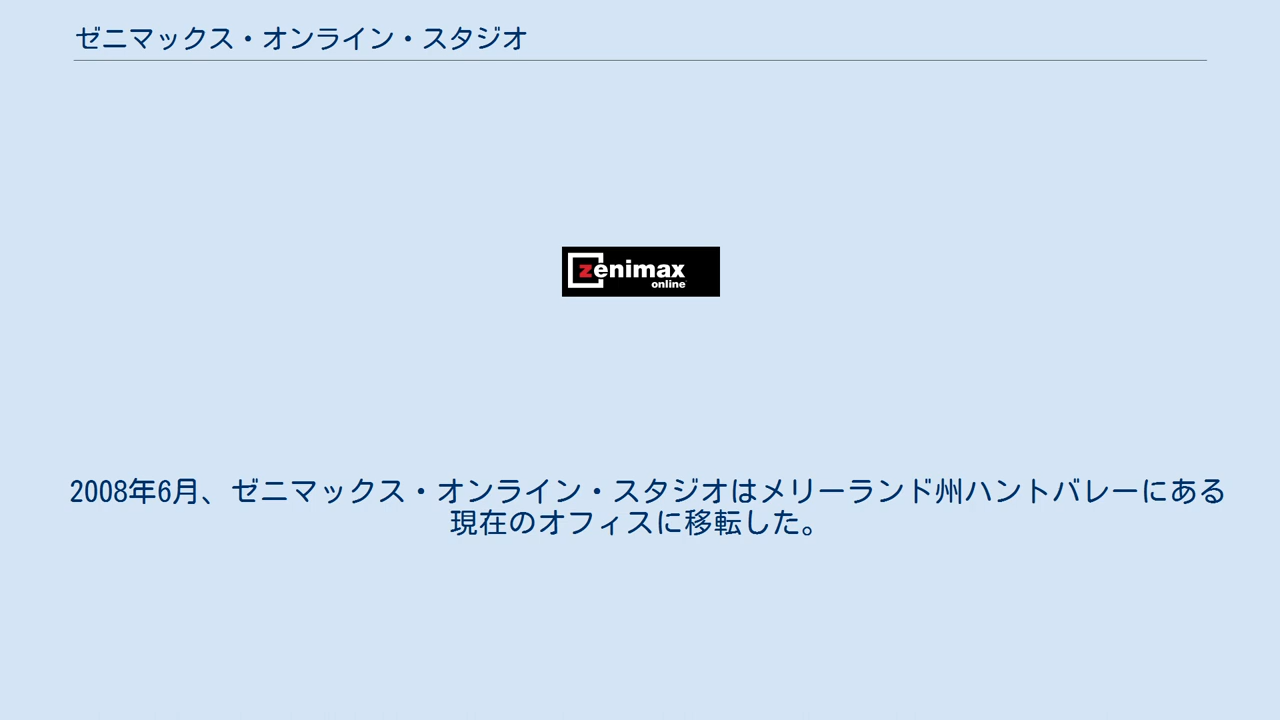 ゼニマックス・オンライン・スタジオ
zenimax
online
2008年6月、ゼニマックス・オンライン・スタジオはメリーランド州ハントバレーにある
現在のオフィスに移転した。